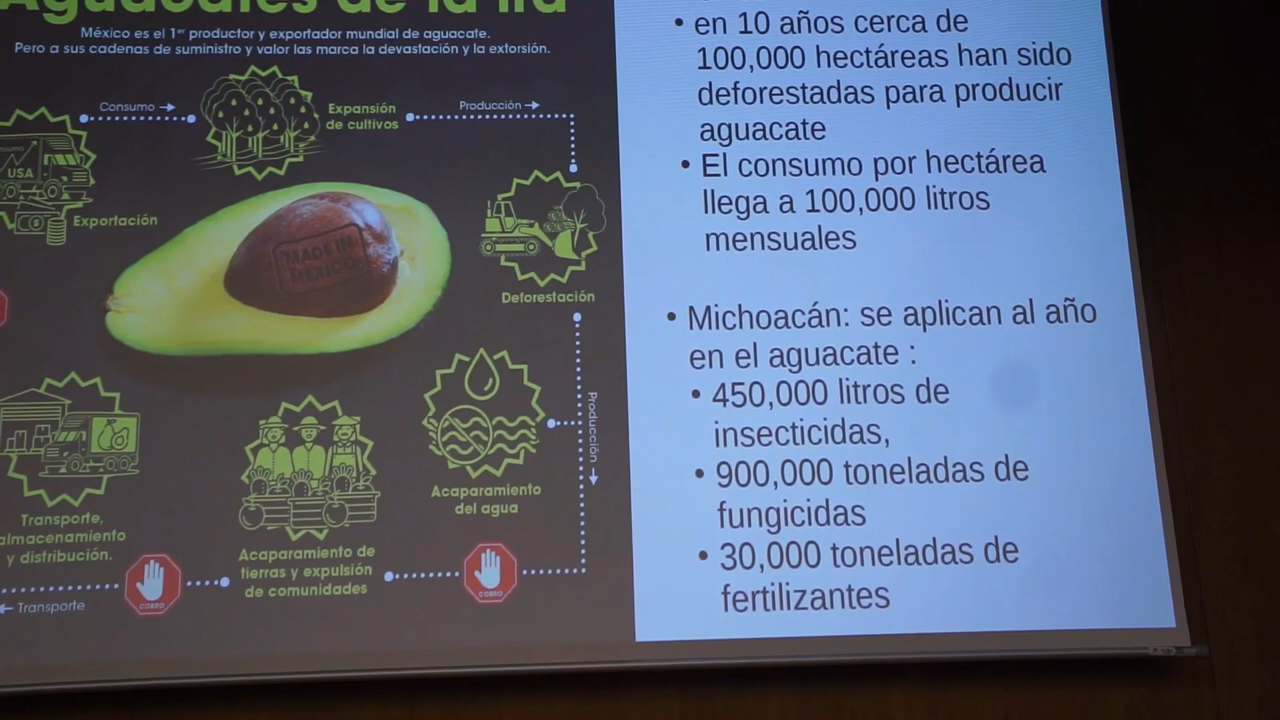 Aguacates de la ira
México es el 1er productor y exportador mundial de aguacate.
Pero a sus cadenas de suministro y valor las marca la devastación y la extorsión.
Consumo →
Expansión
de cultivos
Producción →
USA
Exportación
MADE IN
MEXICO
Deforestación
Producción →
Acaparamiento
del agua
Transporte,
almacenamiento
y distribución.
Acaparamiento de
tierras y expulsión
de comunidades
COBRO
COBRO
← Transporte
• en 10 años cerca de
100,000 hectáreas han sido
deforestadas para producir
aguacate
• El consumo por hectárea
llega a 100,000 litros
mensuales
• Michoacán: se aplican al año
en el aguacate :
• 450,000 litros de
insecticidas,
• 900,000 toneladas de
fungicidas
• 30,000 toneladas de
fertilizantes